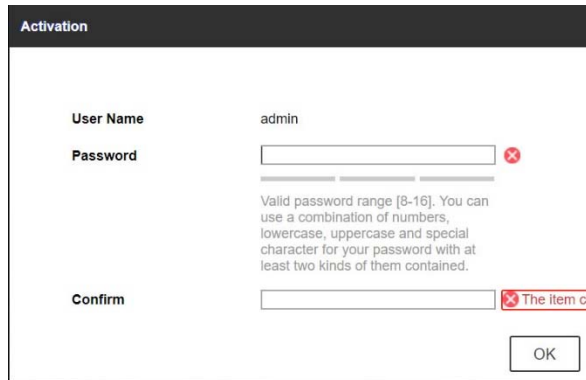 Activation
User Name admin
Password
Valid password range [8-16]. You can
use a combination of numbers,
lowercase, uppercase and special
character for your password with at
least two kinds of them contained.
Confirm The item c
OK